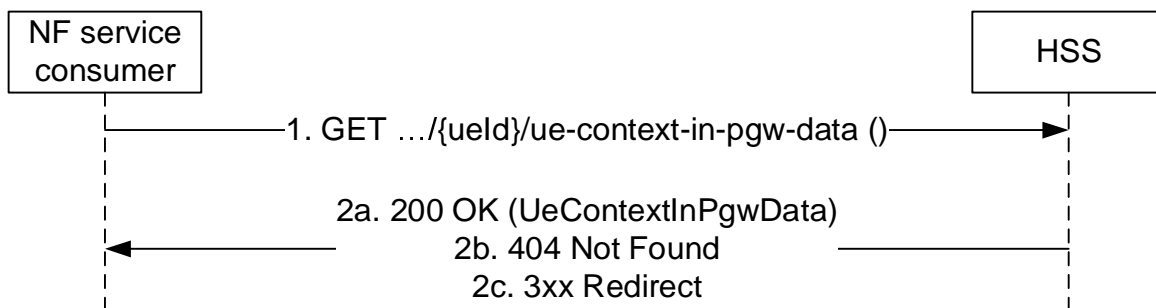 NF service
consumer
HSS
1. GET …/{ueId}/ue-context-in-pgw-data ()
2a. 200 OK (UeContextInPgwData)
2b. 404 Not Found
2c. 3xx Redirect